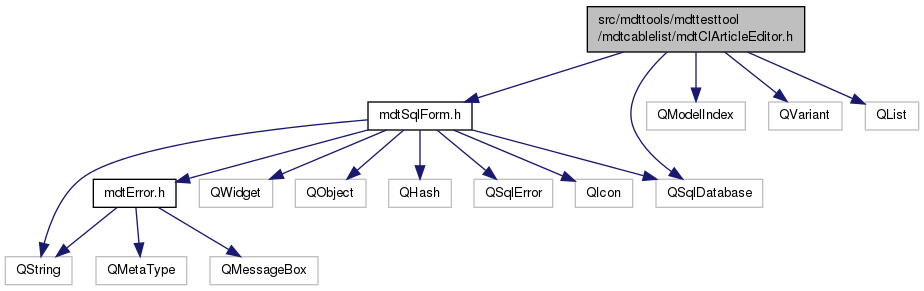 src/mdttools/mdttesttool
/mdtcablelist/mdtClArticleEditor.h
mdtSqlForm.h
QModelIndex
QVariant
QList
mdtError.h
QWidget
QObject
QHash
QSqlError
QIcon
QSqlDatabase
QString
QMetaType
QMessageBox